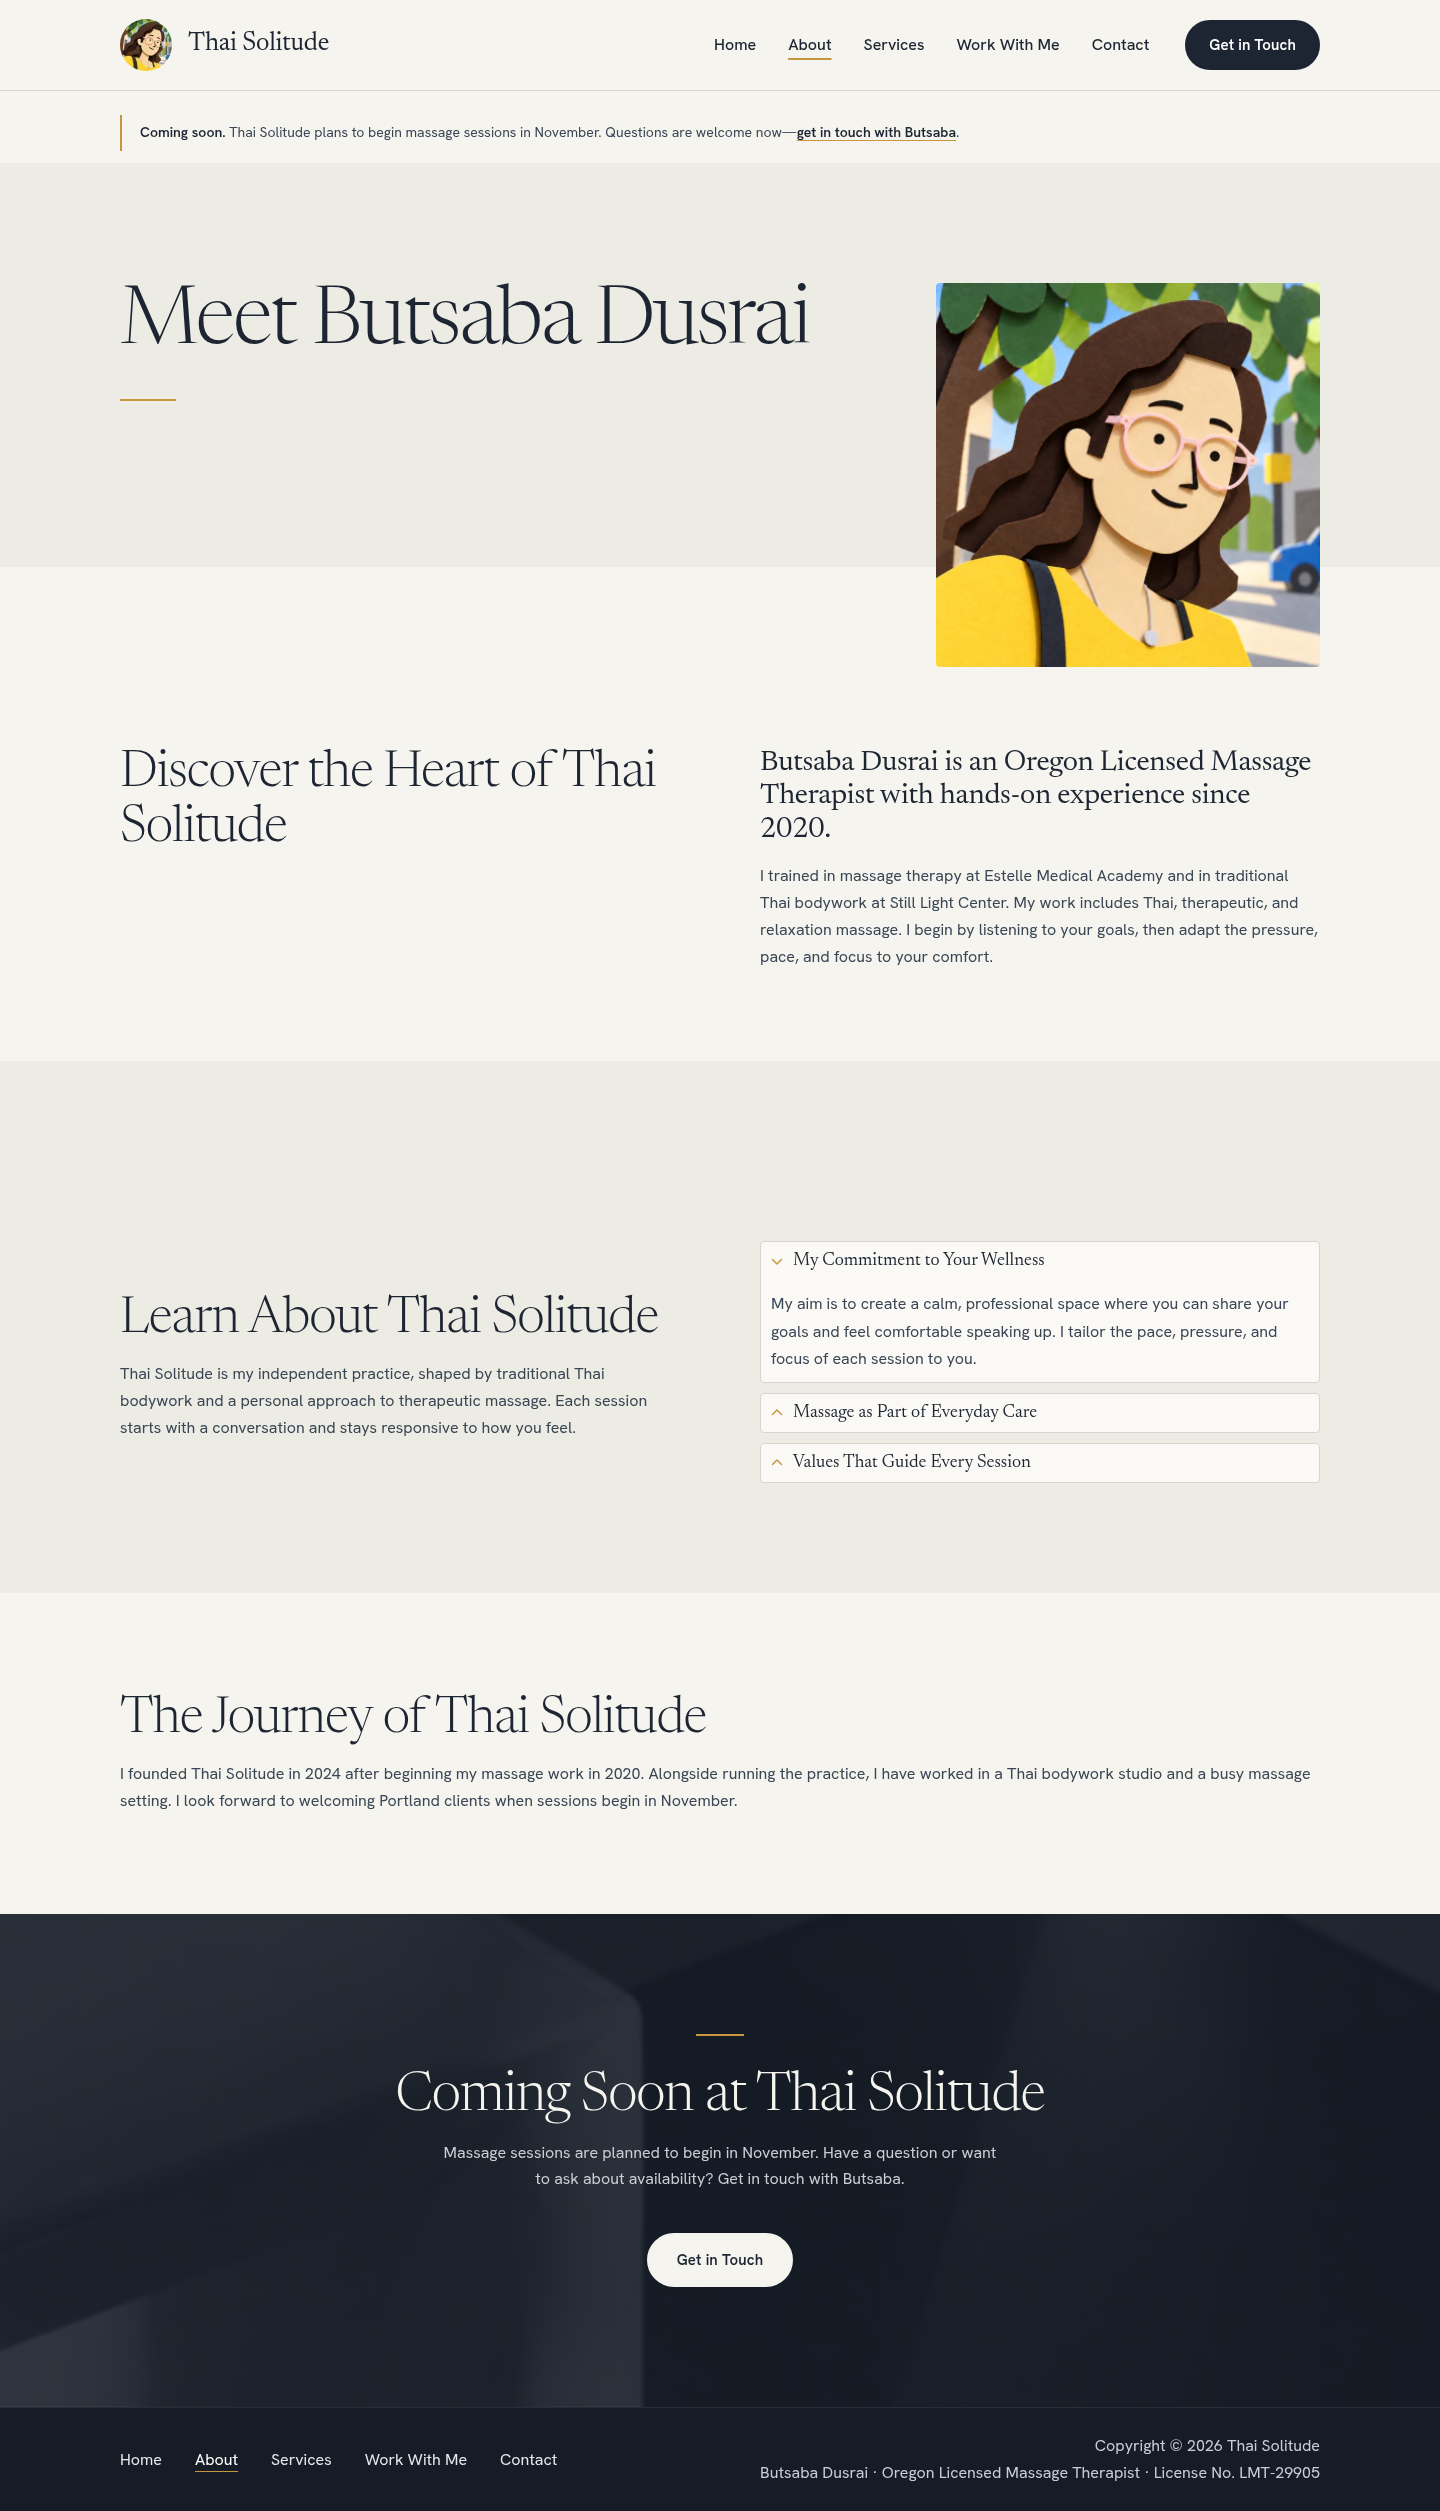 Thai Solitude
Home About Services Work With Me Contact Get in Touch
Coming soon. Thai Solitude plans to begin massage sessions in November. Questions are welcome now—get in touch with Butsaba.
Meet Butsaba Dusrai
Discover the Heart of Thai
Solitude
Butsaba Dusrai is an Oregon Licensed Massage
Therapist with hands-on experience since
2020.
I trained in massage therapy at Estelle Medical Academy and in traditional
Thai bodywork at Still Light Center. My work includes Thai, therapeutic, and
relaxation massage. I begin by listening to your goals, then adapt the pressure,
pace, and focus to your comfort.
Learn About Thai Solitude
Thai Solitude is my independent practice, shaped by traditional Thai
bodywork and a personal approach to therapeutic massage. Each session
starts with a conversation and stays responsive to how you feel.
My Commitment to Your Wellness
My aim is to create a calm, professional space where you can share your
goals and feel comfortable speaking up. I tailor the pace, pressure, and
focus of each session to you.
Massage as Part of Everyday Care
Values That Guide Every Session
The Journey of Thai Solitude
I founded Thai Solitude in 2024 after beginning my massage work in 2020. Alongside running the practice, I have worked in a Thai bodywork studio and a busy massage
setting. I look forward to welcoming Portland clients when sessions begin in November.
Coming Soon at Thai Solitude
Massage sessions are planned to begin in November. Have a question or want
to ask about availability? Get in touch with Butsaba.
Get in Touch
Home About Services Work With Me Contact
Copyright © 2026 Thai Solitude
Butsaba Dusrai · Oregon Licensed Massage Therapist · License No. LMT-29905